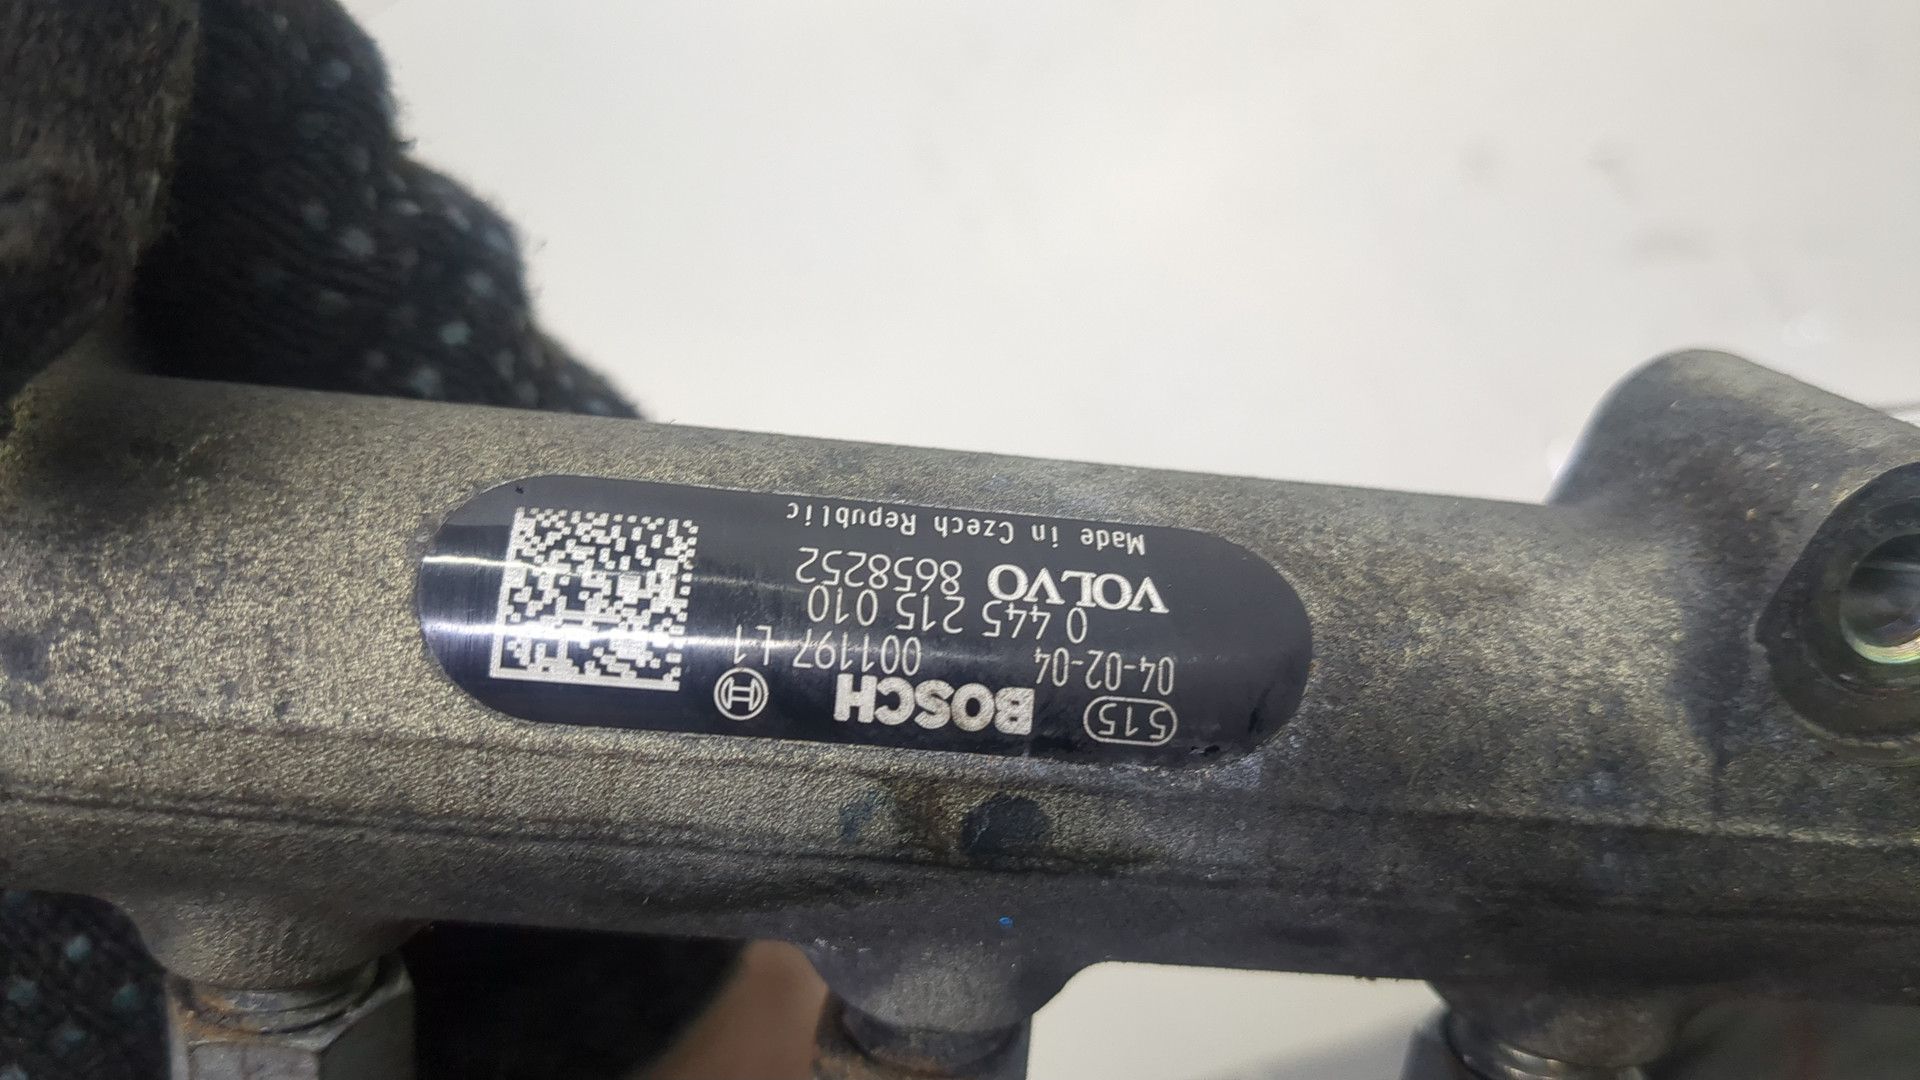 515 BOSCH
04-02-04 001197 L1
0 445 215 010
VOLVO 8658252
Made in Czech Republic